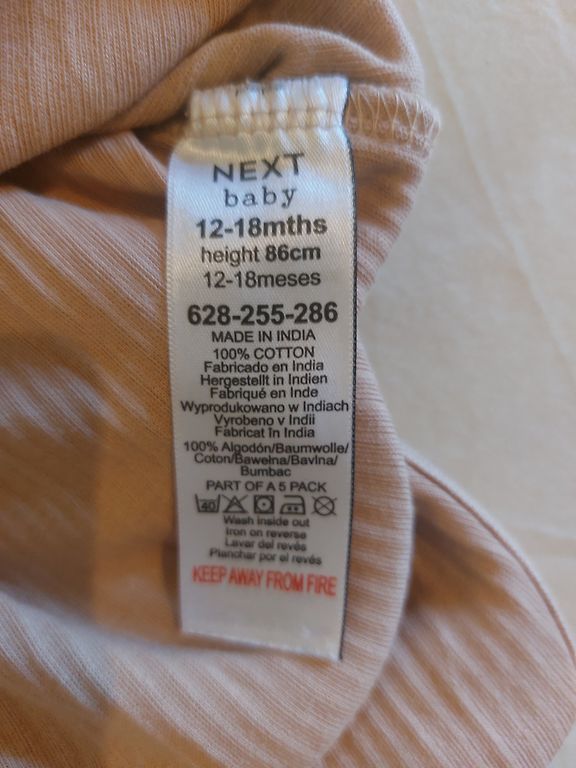 NEXT
baby
12-18mths
height 86cm
12-18meses
628-255-286
MADE IN INDIA
100% COTTON
Fabricado en India
Hergestellt in Indien
Fabriqué en Inde
Wyprodukowano w Indiach
Vyrobeno v Indii
Fabricat în India
100% Algodón/Baumwolle/
Coton/Bawełna/Bavlna/
Bumbac
PART OF A 5 PACK
40
Wash inside out
Iron on reverse
Lavar del revés
Planchar por el revés
KEEP AWAY FROM FIRE